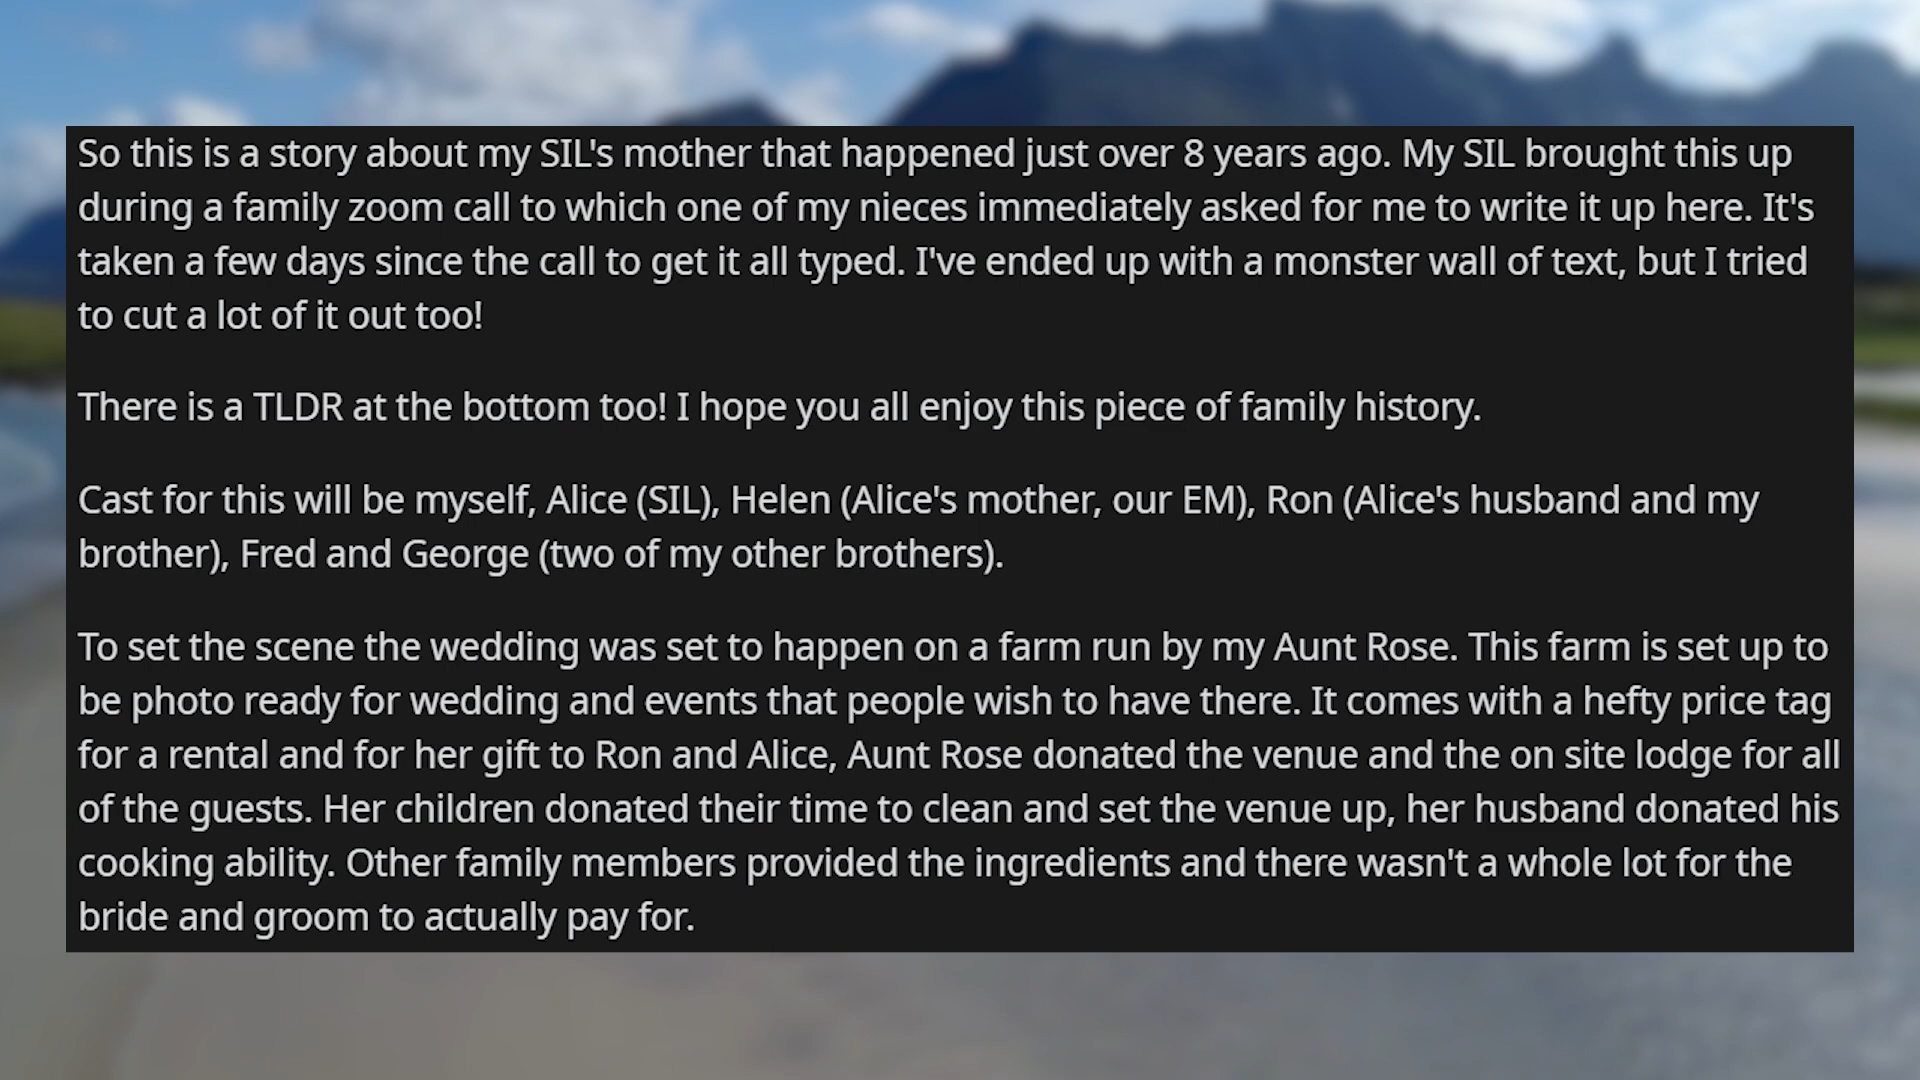 So this is a story about my SIL's mother that happened just over 8 years ago. My SIL brought this up
during a family zoom call to which one of my nieces immediately asked for me to write it up here. It's
taken a few days since the call to get it all typed. I've ended up with a monster wall of text, but I tried
to cut a lot of it out too!
There is a TLDR at the bottom too! I hope you all enjoy this piece of family history.
Cast for this will be myself, Alice (SIL), Helen (Alice's mother, our EM), Ron (Alice's husband and my
brother), Fred and George (two of my other brothers).
To set the scene the wedding was set to happen on a farm run by my Aunt Rose. This farm is set up to
be photo ready for wedding and events that people wish to have there. It comes with a hefty price tag
for a rental and for her gift to Ron and Alice, Aunt Rose donated the venue and the on site lodge for all
of the guests. Her children donated their time to clean and set the venue up, her husband donated his
cooking ability. Other family members provided the ingredients and there wasn't a whole lot for the
bride and groom to actually pay for.